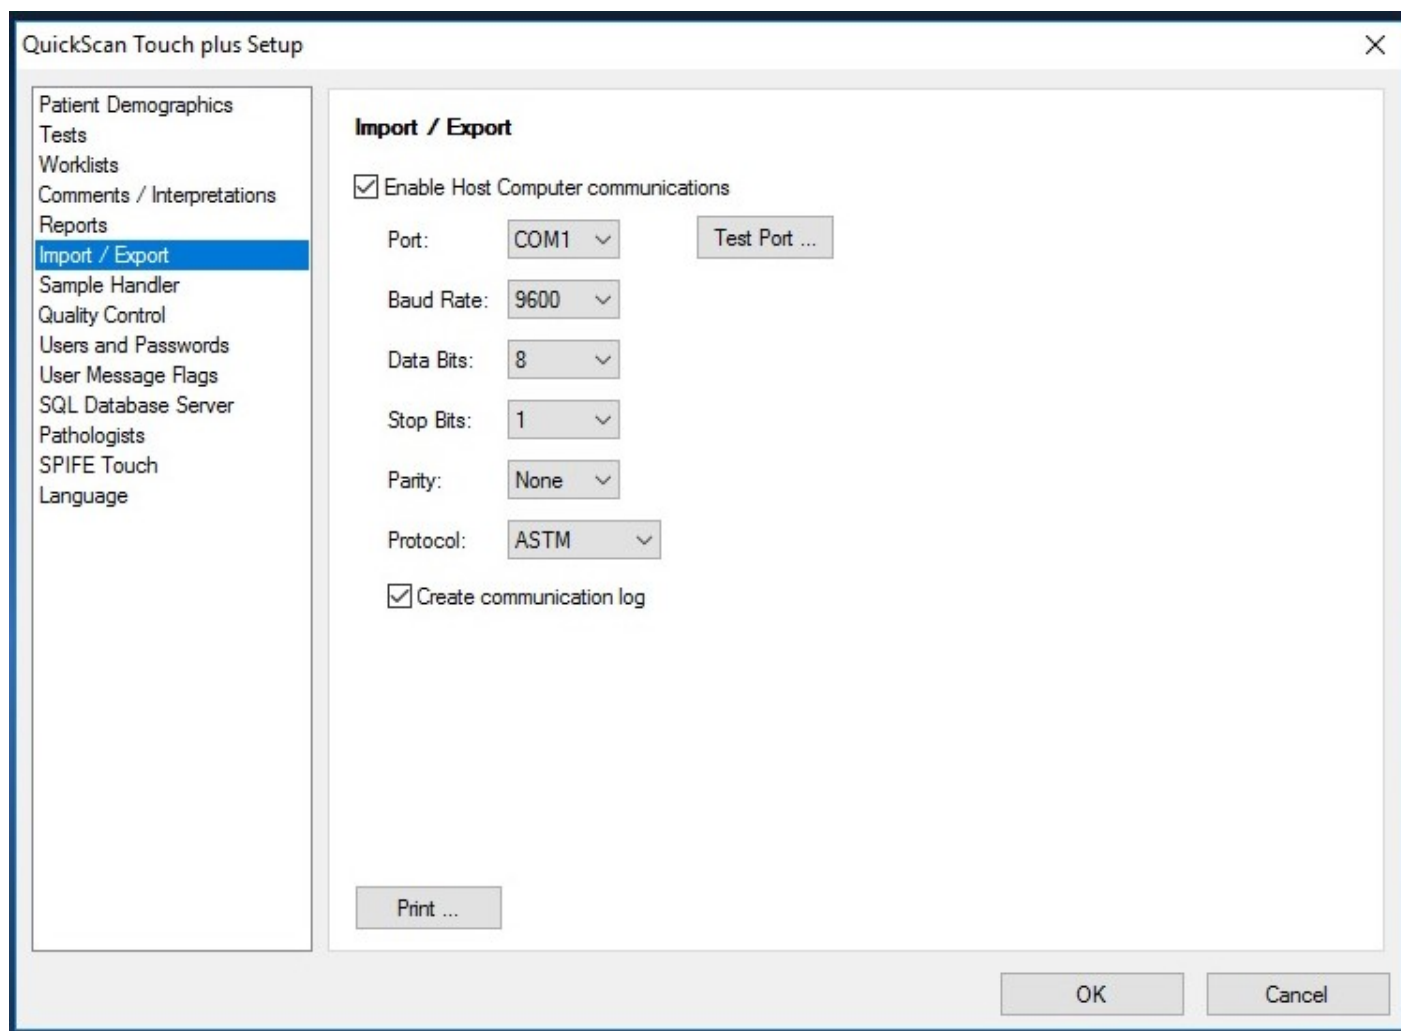 QuickScan Touch plus Setup
Patient Demographics
Tests
Worklists
Comments / Interpretations
Reports
Import / Export
Sample Handler
Quality Control
Users and Passwords
User Message Flags
SQL Database Server
Pathologists
SPIFE Touch
Language
Import / Export
Enable Host Computer communications
Port: COM1 Test Port ...
Baud Rate: 9600
Data Bits: 8
Stop Bits: 1
Parity: None
Protocol: ASTM
Create communication log
Print ...
OK Cancel